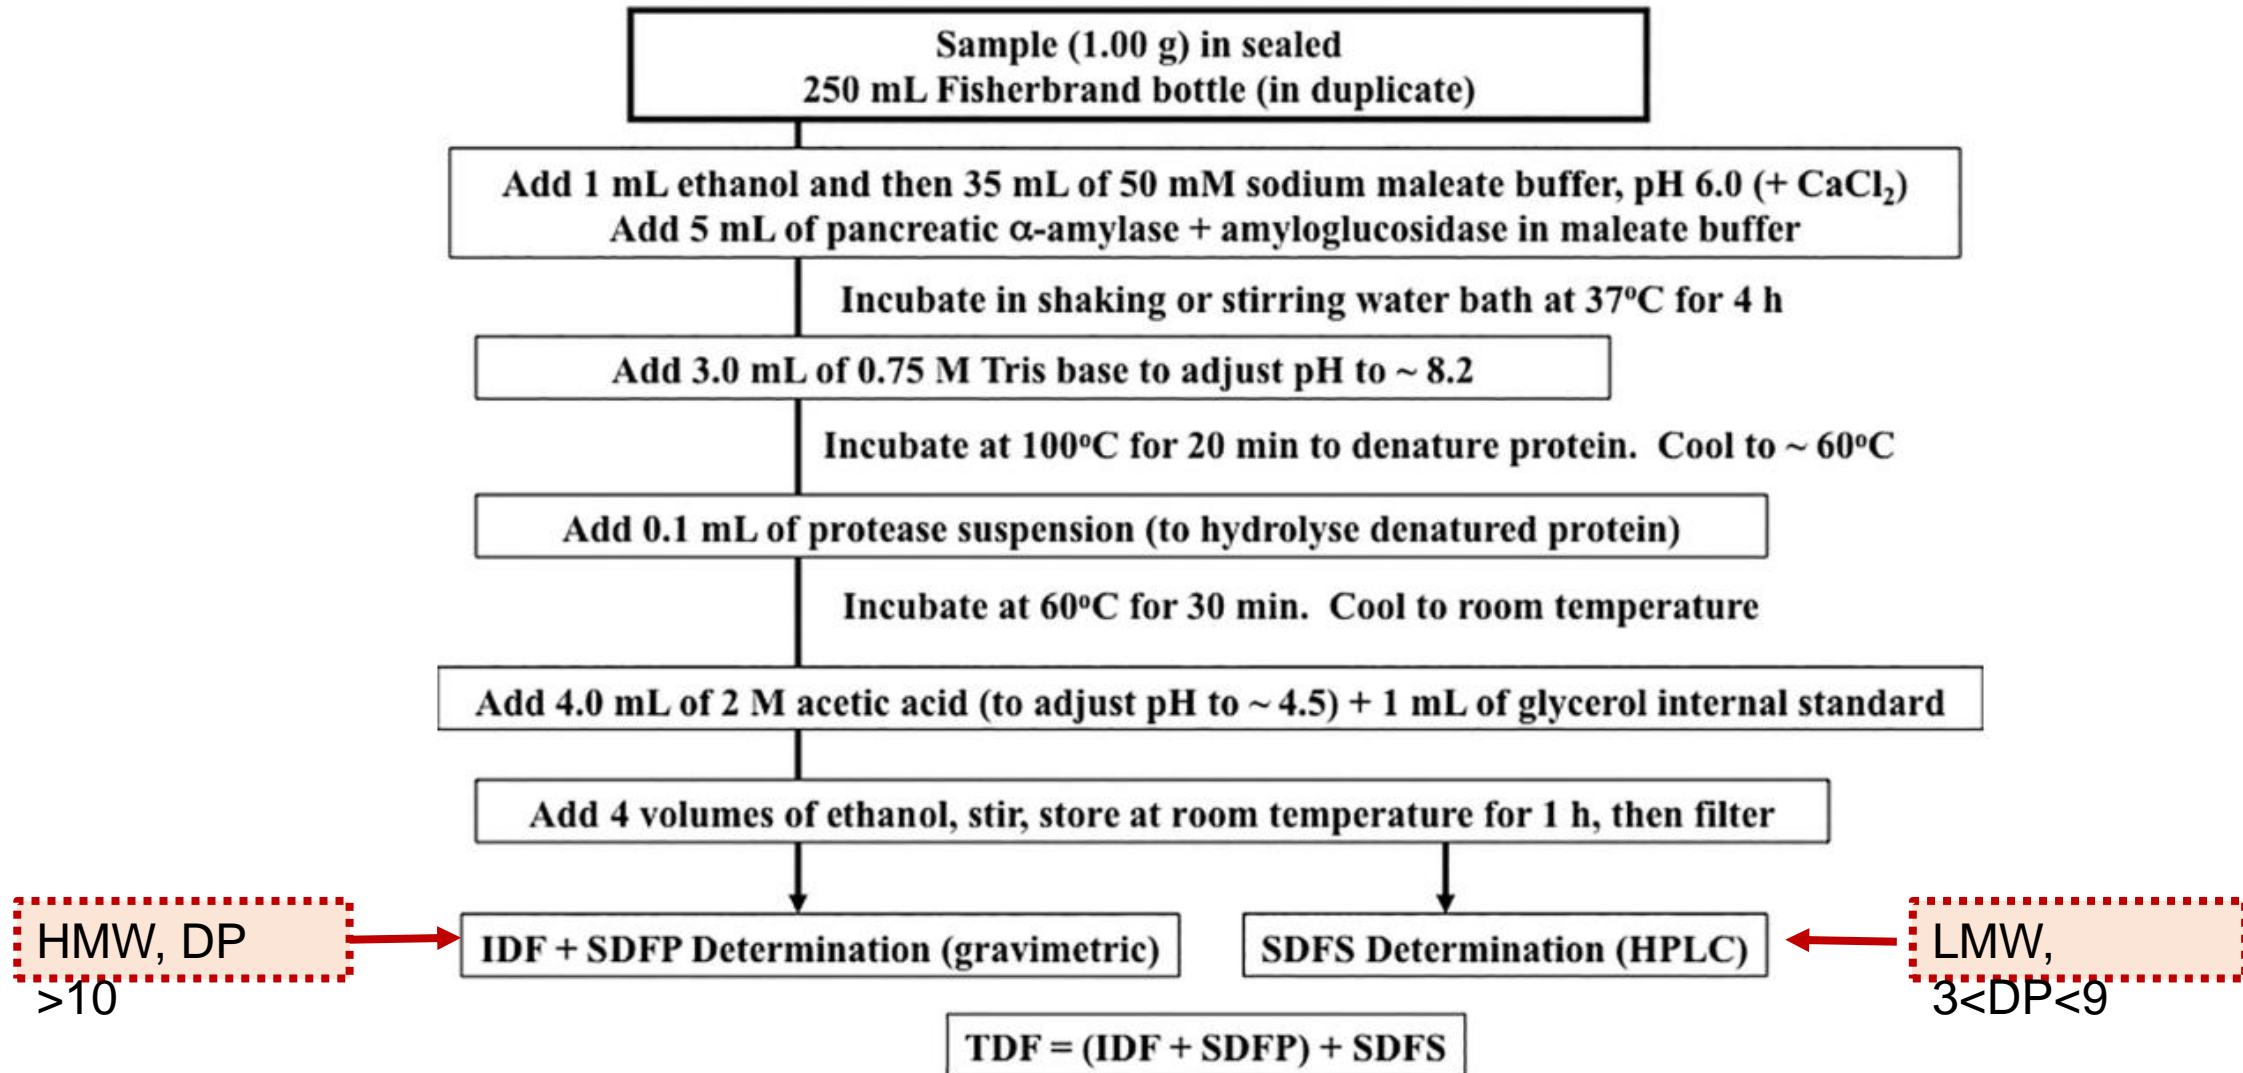 Sample (1.00 g) in sealed
250 mL Fisherbrand bottle (in duplicate)
Add 1 mL ethanol and then 35 mL of 50 mM sodium maleate buffer, pH 6.0 (+ CaCl₂)
Add 5 mL of pancreatic α-amylase + amyloglucosidase in maleate buffer
Incubate in shaking or stirring water bath at 37ºC for 4 h
Add 3.0 mL of 0.75 M Tris base to adjust pH to ~ 8.2
Incubate at 100ºC for 20 min to denature protein. Cool to ~ 60ºC
Add 0.1 mL of protease suspension (to hydrolyse denatured protein)
Incubate at 60ºC for 30 min. Cool to room temperature
Add 4.0 mL of 2 M acetic acid (to adjust pH to ~ 4.5) + 1 mL of glycerol internal standard
Add 4 volumes of ethanol, stir, store at room temperature for 1 h, then filter
HMW, DP
>10
IDF + SDFP Determination (gravimetric)
SDFS Determination (HPLC)
LMW,
3<DP<9
TDF = (IDF + SDFP) + SDFS